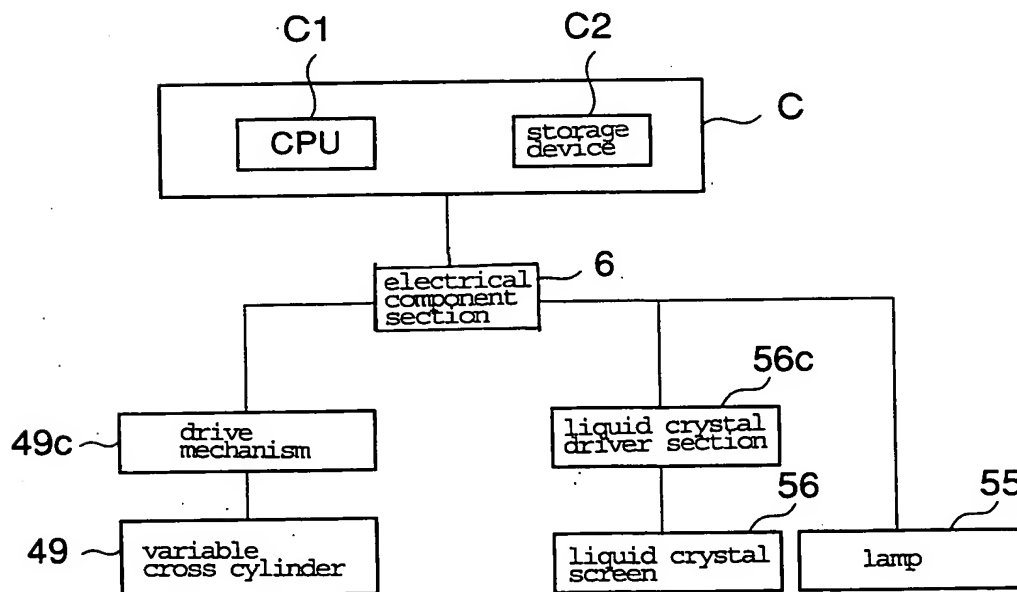 C1
C2
C
CPU
storage
device
6
electrical
component
section
56c
49c
drive
mechanism
liquid crystal
driver section
56
55
49
variable
cross cylinder
liquid crystal
screen
lamp